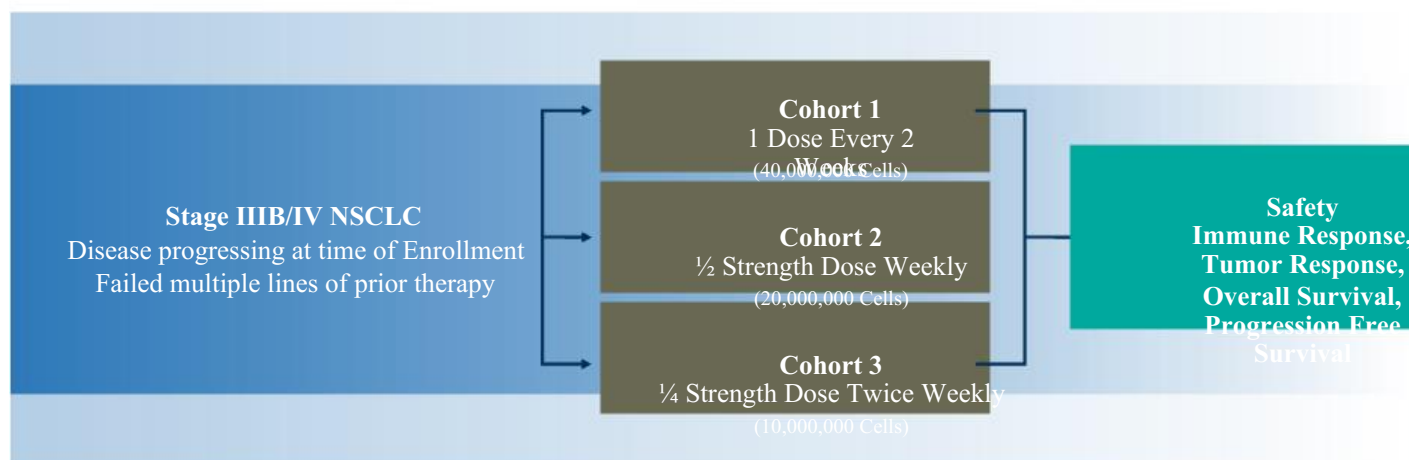 Stage IIIB/IV NSCLC
Disease progressing at time of Enrollment
Failed multiple lines of prior therapy
Cohort 1
1 Dose Every 2
Weeks
(40,000,000 Cells)
Cohort 2
½ Strength Dose Weekly
(20,000,000 Cells)
Cohort 3
¼ Strength Dose Twice Weekly
(10,000,000 Cells)
Safety
Immune Response,
Tumor Response,
Overall Survival,
Progression Free
Survival